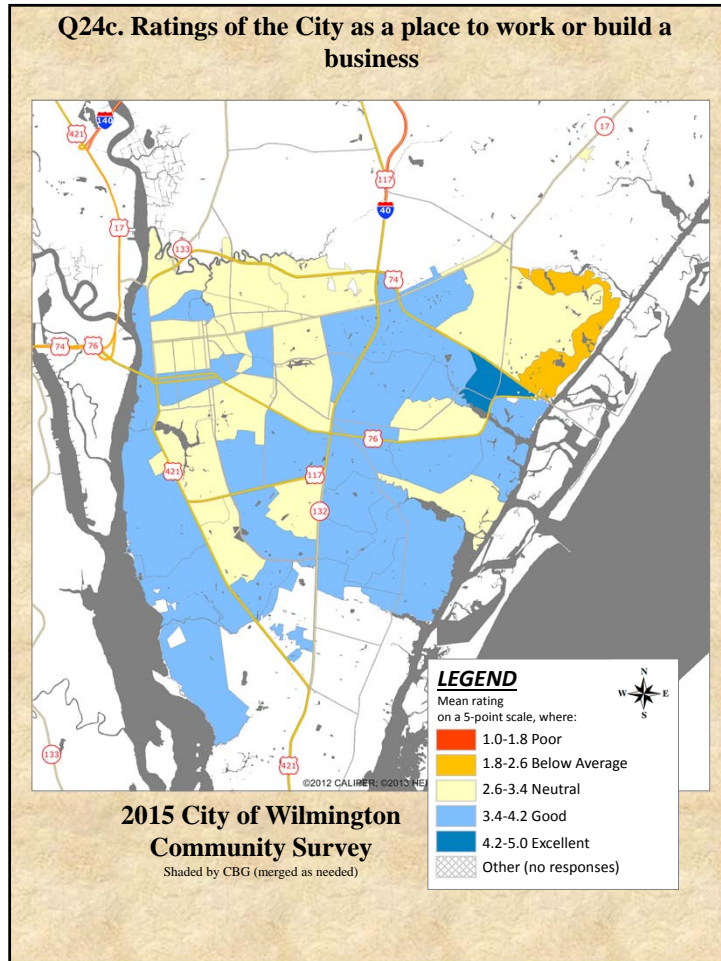 Q24c. Ratings of the City as a place to work or build a
business
140
421
17
117
40
17
133
74
74
76
76
421
117
132
133
421
©2012 CALIPER; ©2013 HE
LEGEND
Mean rating
on a 5-point scale, where:
1.0-1.8 Poor
1.8-2.6 Below Average
2.6-3.4 Neutral
3.4-4.2 Good
4.2-5.0 Excellent
Other (no responses)
N
W
E
S
2015 City of Wilmington
Community Survey
Shaded by CBG (merged as needed)